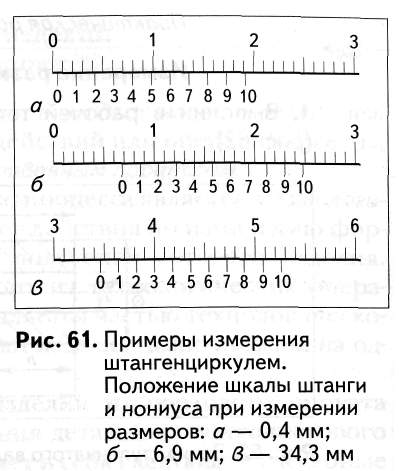 0 1 2 3
0 1 2 3 4 5 6 7 8 9 10
а
0 1 2 3
0 1 2 3 4 5 6 7 8 9 10
б
3 4 5 6
0 1 2 3 4 5 6 7 8 9 10
в
Рис. 61. Примеры измерения
штангенциркулем.
Положение шкалы штанги
и нониуса при измерении
размеров: а — 0,4 мм;
б — 6,9 мм; в — 34,3 мм